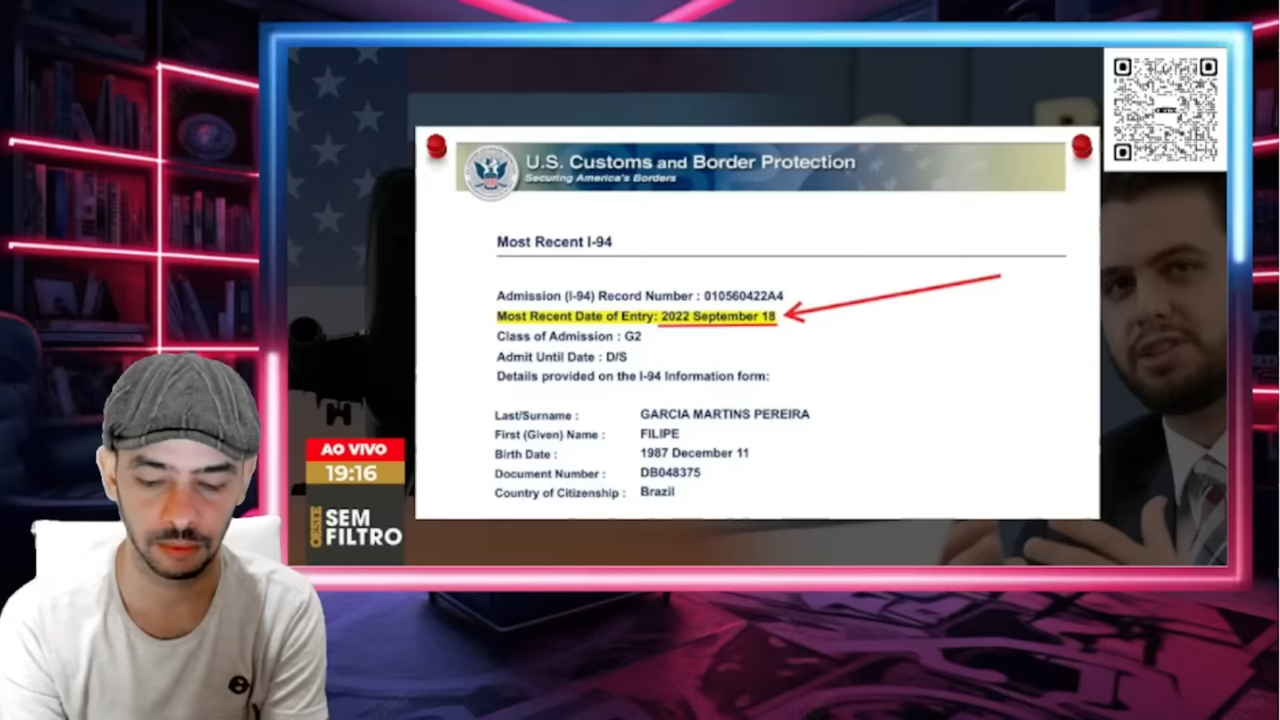 U.S. Customs and Border Protection
Securing America's Borders
Most Recent I-94
Admission (I-94) Record Number : 010560422A4
Most Recent Date of Entry: 2022 September 18
Class of Admission : G2
Admit Until Date : D/S
Details provided on the I-94 Information form:
Last/Surname : GARCIA MARTINS PEREIRA
First (Given) Name : FILIPE
Birth Date : 1987 December 11
Document Number : DB048375
Country of Citizenship : Brazil
AO VIVO
19:16
OESTE
SEM
FILTRO